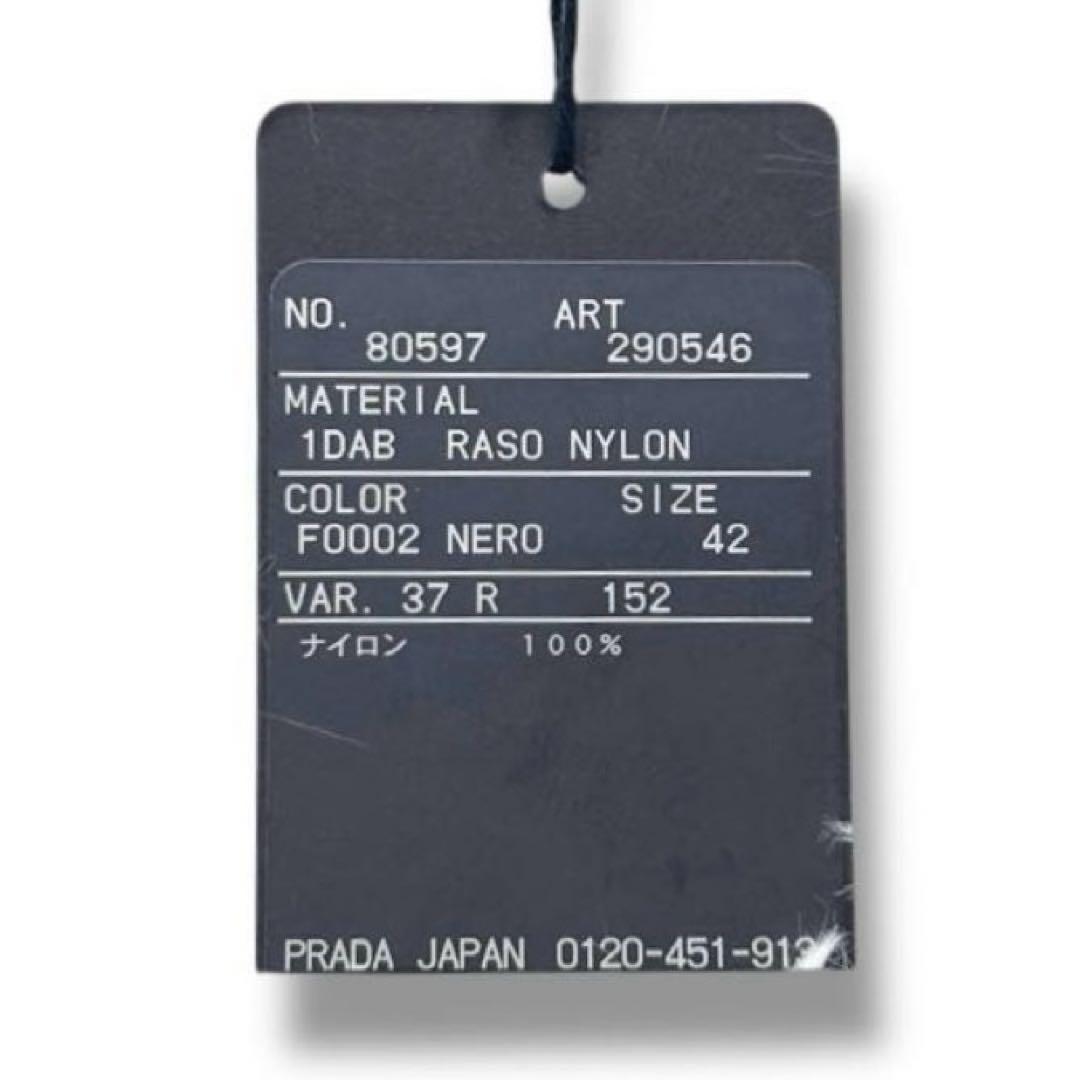 NO. ART
80597 290546
MATERIAL
1DAB RASO NYLON
COLOR SIZE
F0002 NERO 42
VAR. 37 R 152
ナイロン 100%
PRADA JAPAN 0120-451-913